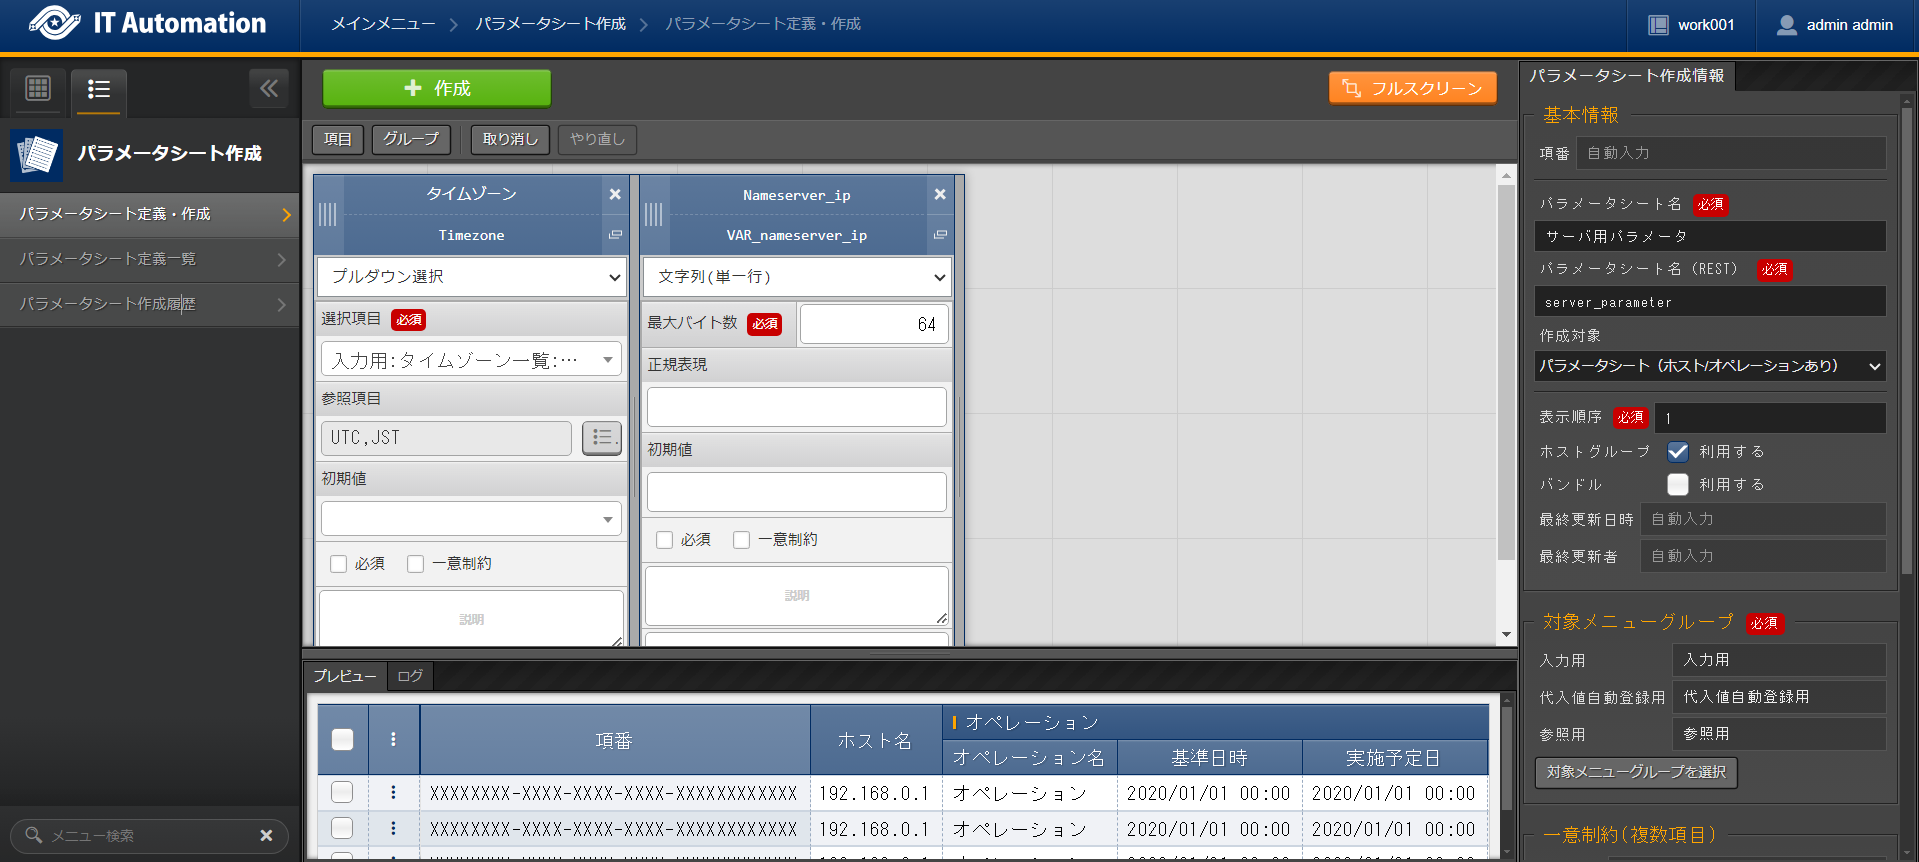 IT Automation
メインメニュー
パラメータシート作成
パラメータシート定義・作成
work001
admin admin
パラメータシート作成
パラメータシート定義・作成
パラメータシート定義一覧
パラメータシート作成履歴
メニュー検索
作成
フルスクリーン
項目
グループ
取り消し
やり直し
タイムゾーン
Timezone
プルダウン選択
選択項目 必須
入力用:タイムゾーン一覧:…
参照項目
UTC,JST
初期値
必須 一意制約
説明
Nameserver_ip
VAR_nameserver_ip
文字列(単一行)
最大バイト数 必須 64
正規表現
初期値
必須 一意制約
説明
プレビュー
ログ
項番 ホスト名 オペレーション
オペレーション名 基準日時 実施予定日
XXXXXXXX-XXXX-XXXX-XXXX-XXXXXXXXXXXX 192.168.0.1 オペレーション 2020/01/01 00:00 2020/01/01 00:00
XXXXXXXX-XXXX-XXXX-XXXX-XXXXXXXXXXXX 192.168.0.1 オペレーション 2020/01/01 00:00 2020/01/01 00:00
パラメータシート作成情報
基本情報
項番 自動入力
パラメータシート名 必須
サーバ用パラメータ
パラメータシート名（REST） 必須
server_parameter
作成対象
パラメータシート（ホスト/オペレーションあり）
表示順序 必須 1
ホストグループ 利用する
バンドル 利用する
最終更新日時 自動入力
最終更新者 自動入力
対象メニューグループ 必須
入力用 入力用
代入値自動登録用 代入値自動登録用
参照用 参照用
対象メニューグループを選択
一意制約(複数項目)